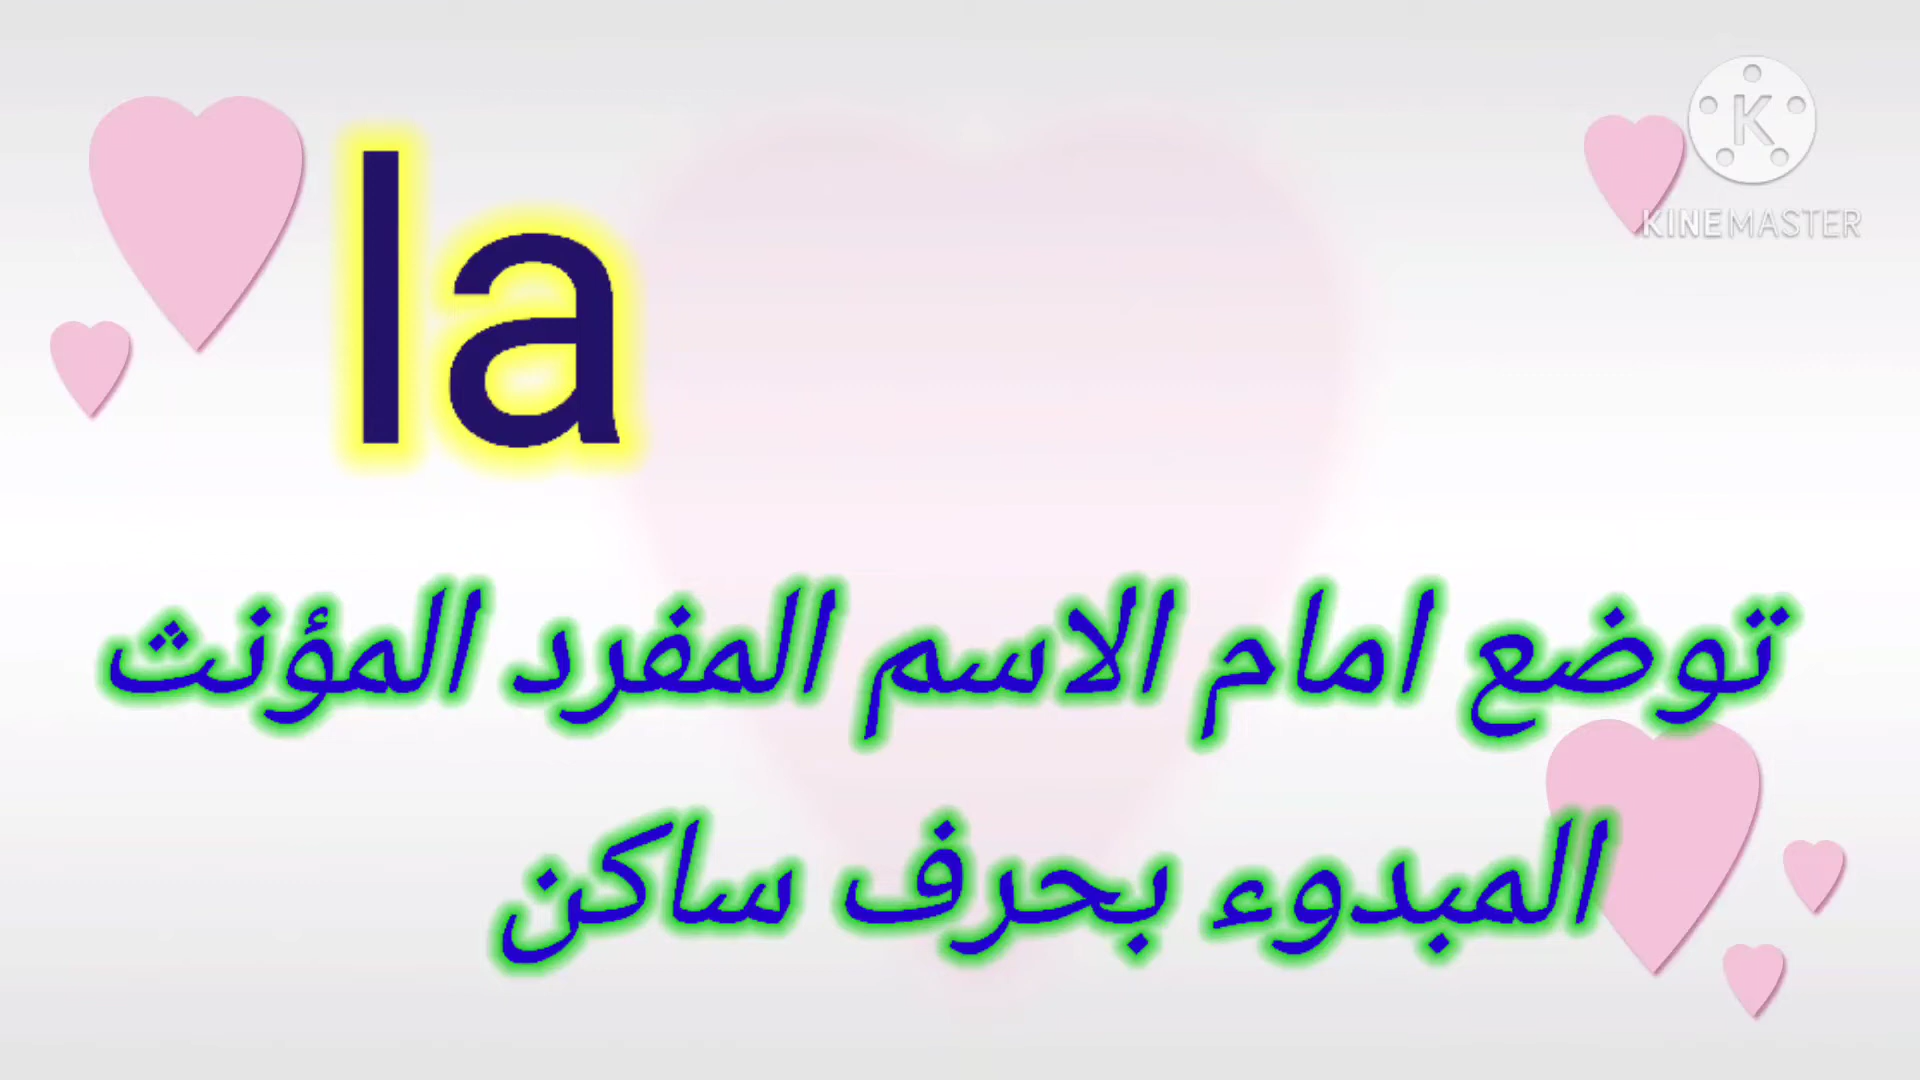 la
K
KINEMASTER
توضع امام الاسم المفرد المؤنث
المبدوء بحرف ساكن